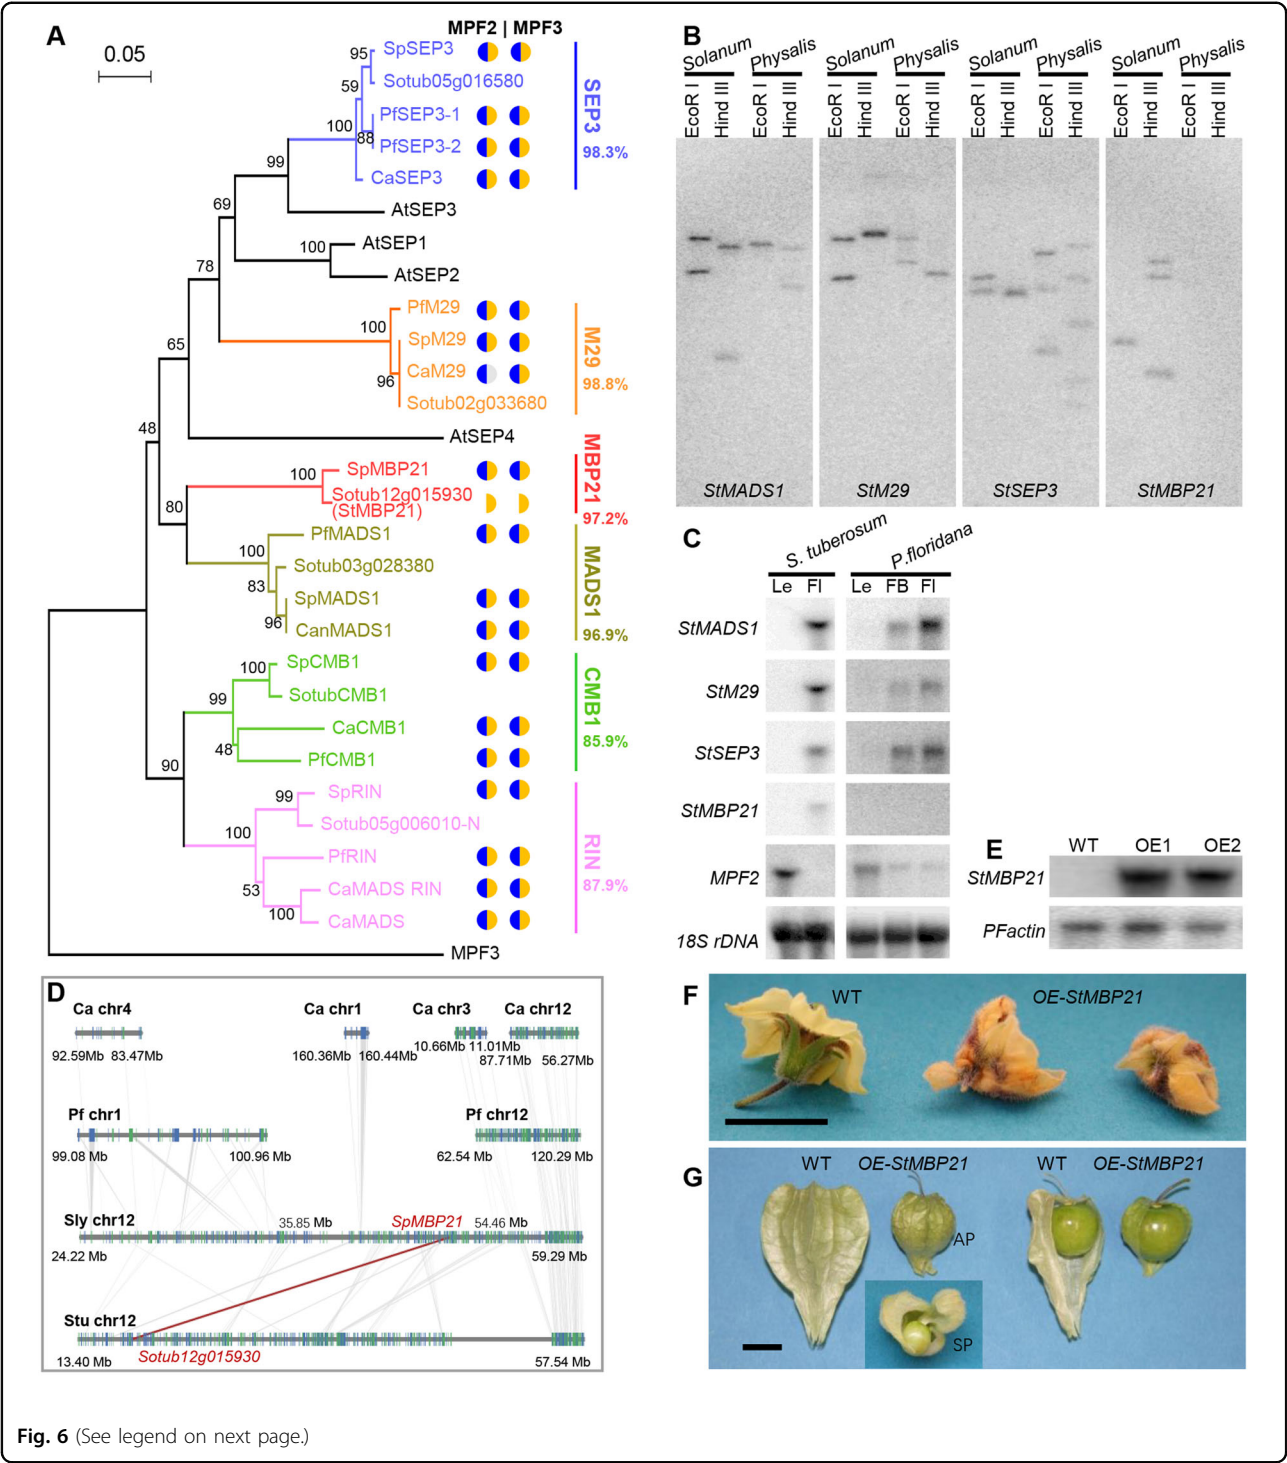 A
MPF2 | MPF3
0.05
95
SpSEP3
Sotub05g016580
59
PfSEP3-1
100
88
PfSEP3-2
CaSEP3
SEP3
98.3%
99
AtSEP3
69
AtSEP1
100
AtSEP2
78
PfM29
100
SpM29
CaM29
96
Sotub02g033680
M29
98.8%
65
AtSEP4
48
SpMBP21
100
Sotub12g015930
(StMBP21)
MBP21
97.2%
80
PfMADS1
100
Sotub03g028380
83
SpMADS1
96
CanMADS1
MADS1
96.9%
SpCMB1
100
SotubCMB1
99
CaCMB1
48
PfCMB1
CMB1
85.9%
90
SpRIN
99
Sotub05g006010-N
100
PfRIN
53
CaMADS RIN
100
CaMADS
RIN
87.9%
MPF3
B
Solanum Physalis Solanum Physalis Solanum Physalis Solanum Physalis
EcoR I Hind III EcoR I Hind III EcoR I Hind III EcoR I Hind III EcoR I Hind III EcoR I Hind III EcoR I Hind III EcoR I Hind III
StMADS1 StM29 StSEP3 StMBP21
C
S. tuberosum P.floridana
Le Fl Le FB Fl
StMADS1
StM29
StSEP3
StMBP21
MPF2
18S rDNA
D
Ca chr4 Ca chr1 Ca chr3 Ca chr12
92.59Mb 83.47Mb 160.36Mb 160.44Mb 10.66Mb 11.01Mb 87.71Mb 56.27Mb
Pf chr1 Pf chr12
99.08 Mb 100.96 Mb 62.54 Mb 120.29 Mb
Sly chr12 35.85 Mb SpMBP21 54.46 Mb
24.22 Mb 59.29 Mb
Stu chr12
13.40 Mb Sotub12g015930 57.54 Mb
E
WT OE1 OE2
StMBP21
PFactin
F
WT OE-StMBP21
G
WT OE-StMBP21 WT OE-StMBP21
AP
SP
Fig. 6 (See legend on next page.)